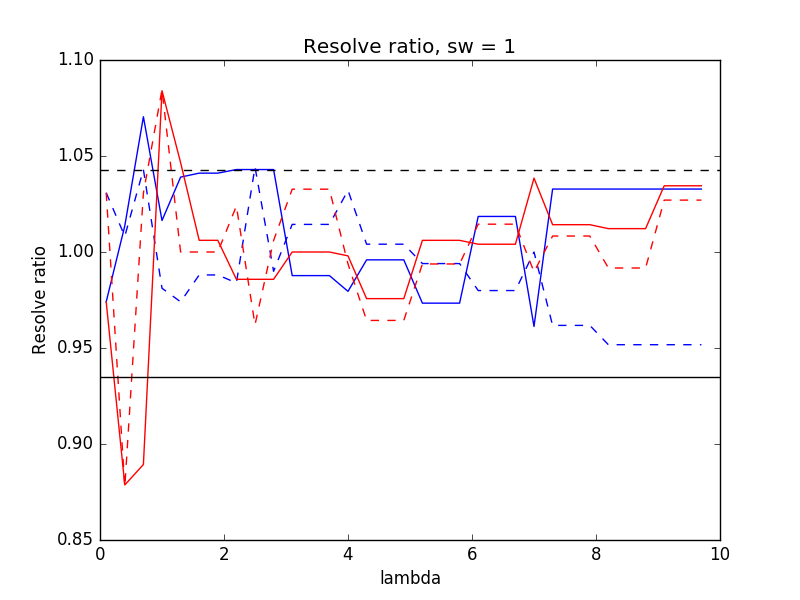 Resolve ratio, sw = 1
1.10
1.05
1.00
0.95
0.90
0.85
Resolve ratio
0 2 4 6 8 10
lambda